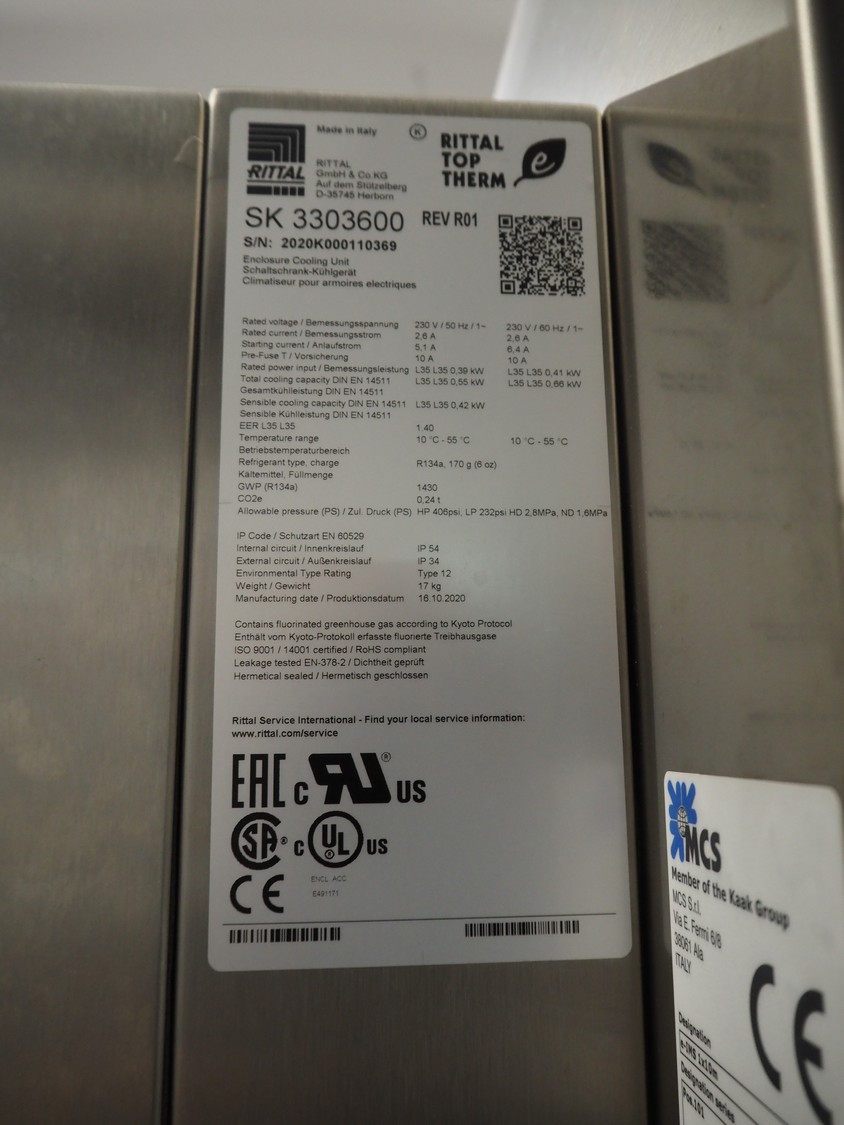 RITTAL
Made in Italy
RITTAL
GmbH & Co.KG
Auf dem Stützelberg
D-35745 Herborn
K
RITTAL
TOP
THERM
e
SK 3303600 REV R01
S/N: 2020K000110369
Enclosure Cooling Unit
Schaltschrank-Kühlgerät
Climatiseur pour armoires electriques
Rated voltage / Bemessungsspannung 230 V / 50 Hz / 1~ 230 V / 60 Hz / 1~
Rated current / Bemessungsstrom 2,6 A 2,6 A
Starting current / Anlaufstrom 5,1 A 6,4 A
Pre-Fuse T / Vorsicherung 10 A 10 A
Rated power input / Bemessungsleistung L35 L35 0,39 kW L35 L35 0,41 kW
Total cooling capacity DIN EN 14511 L35 L35 0,55 kW L35 L35 0,66 kW
Gesamtkühlleistung DIN EN 14511
Sensible cooling capacity DIN EN 14511 L35 L35 0,42 kW
Sensible Kühlleistung DIN EN 14511
EER L35 L35 1.40
Temperature range 10 °C - 55 °C 10 °C - 55 °C
Betriebstemperaturbereich
Refrigerant type, charge R134a, 170 g (6 oz)
Kältemittel, Füllmenge
GWP (R134a) 1430
CO2e 0,24 t
Allowable pressure (PS) / Zul. Druck (PS) HP 406psi, LP 232psi HD 2,8MPa, ND 1,6MPa
IP Code / Schutzart EN 60529
Internal circuit / Innenkreislauf IP 54
External circuit / Außenkreislauf IP 34
Environmental Type Rating Type 12
Weight / Gewicht 17 kg
Manufacturing date / Produktionsdatum 16.10.2020
Contains fluorinated greenhouse gas according to Kyoto Protocol
Enthält vom Kyoto-Protokoll erfasste fluorierte Treibhausgase
ISO 9001 / 14001 certified / RoHS compliant
Leakage tested EN-378-2 / Dichtheit geprüft
Hermetical sealed / Hermetisch geschlossen
Rittal Service International - Find your local service information:
www.rittal.com/service
EAC c RU® US
SA® c UL® US
CE
ENCL ACC
E491171
MCS
Member of the Kaak Group
MCS S.r.l.
Via E. Fermi 6/8
38061 Ala
ITALY
CE
Designation
e-IMS 1x10m
Designation series
Pos.101